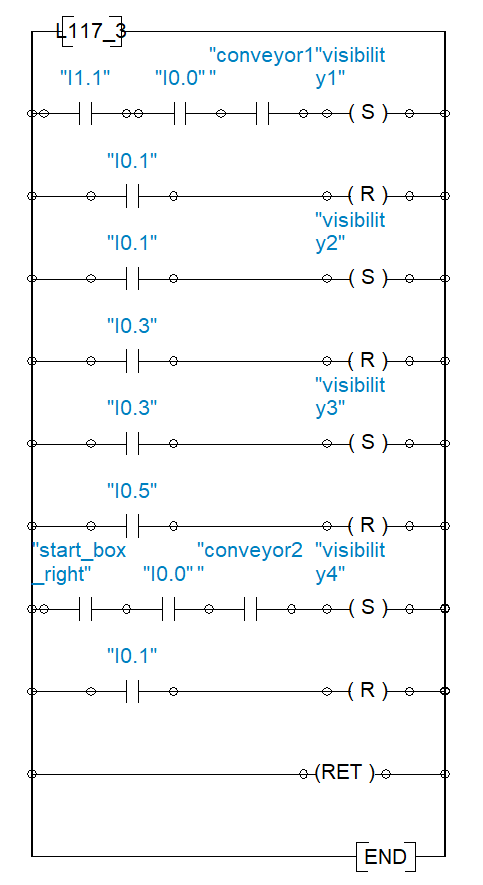 L117_3
"conveyor1"visibilit
"I1.1" "I0.0" " y1"
( S )
"I0.1"
( R )
"visibilit
"I0.1" y2"
( S )
"I0.3"
( R )
"visibilit
"I0.3" y3"
( S )
"I0.5"
( R )
"start_box "conveyor2 "visibilit
_right" "I0.0" " y4"
( S )
"I0.1"
( R )
(RET )
END